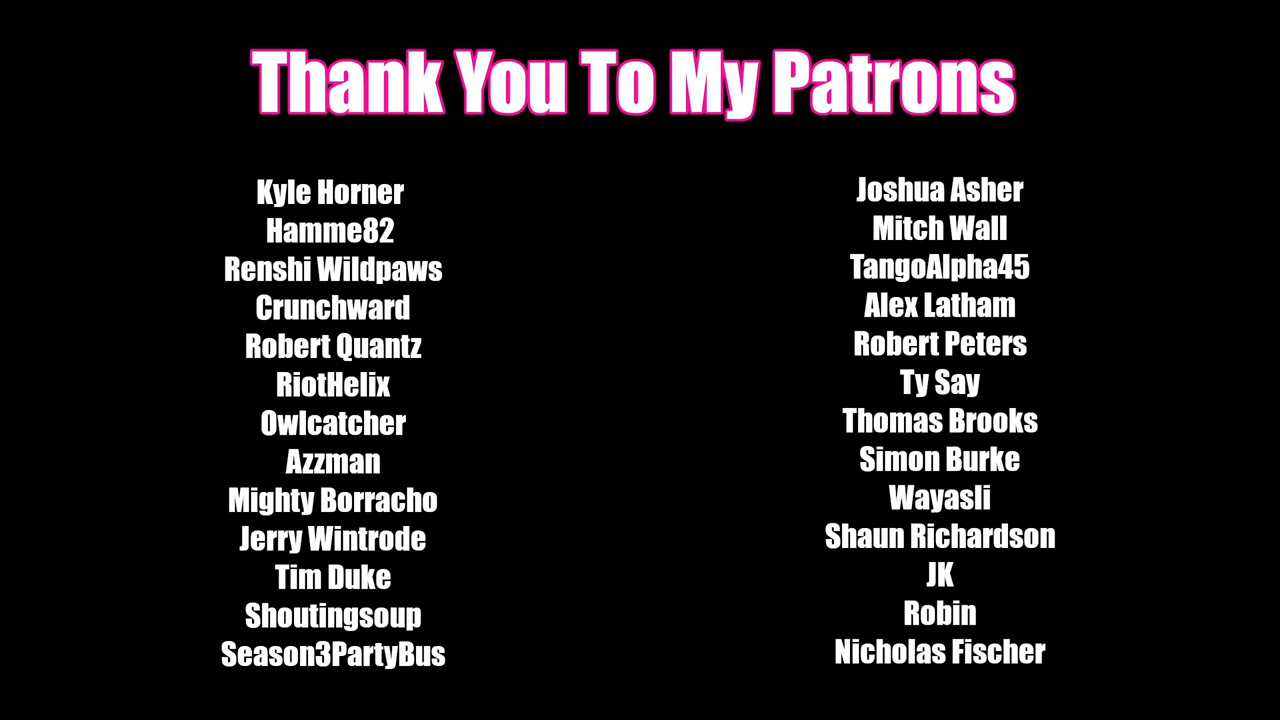 Thank You To My Patrons
Kyle Horner
Hamme82
Renshi Wildpaws
Crunchward
Robert Quantz
RiotHelix
Owlcatcher
Azzman
Mighty Borracho
Jerry Wintrode
Tim Duke
Shoutingsoup
Season3PartyBus
Joshua Asher
Mitch Wall
TangoAlpha45
Alex Latham
Robert Peters
Ty Say
Thomas Brooks
Simon Burke
Wayasli
Shaun Richardson
JK
Robin
Nicholas Fischer